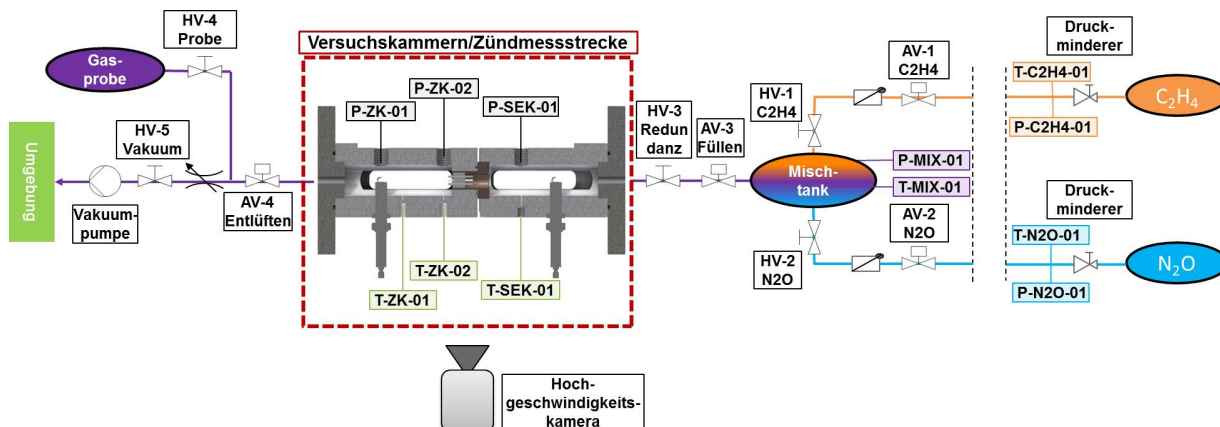 HV-4
Probe
Gas-
probe
Umgebung
HV-5
Vakuum
Vakuum-
pumpe
AV-4
Entlüften
Versuchskammern/Zündmessstrecke
P-ZK-01
P-ZK-02
P-SEK-01
T-ZK-01
T-ZK-02
T-SEK-01
Hoch-
geschwindigkeits-
kamera
HV-3
Redun
danz
AV-3
Füllen
HV-1
C2H4
AV-1
C2H4
Misch-
tank
P-MIX-01
T-MIX-01
HV-2
N2O
AV-2
N2O
Druck-
minderer
T-C2H4-01
P-C2H4-01
C₂H₄
Druck-
minderer
T-N2O-01
P-N2O-01
N₂O